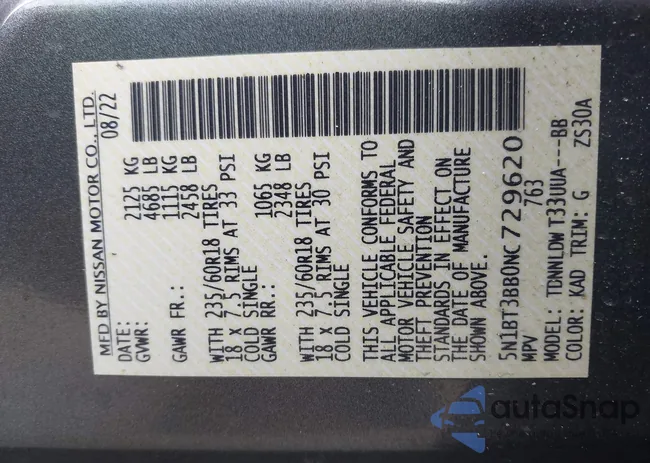 MFD BY NISSAN MOTOR CO., LTD.
DATE: 08/22
GVWR: 2125 KG
4685 LB
GAWR FR.: 1115 KG
2458 LB
WITH 235/60R18 TIRES
18 x 7.5 RIMS AT 33 PSI
COLD SINGLE
GAWR RR.: 1065 KG
2348 LB
WITH 235/60R18 TIRES
18 x 7.5 RIMS AT 30 PSI
COLD SINGLE
THIS VEHICLE CONFORMS TO
ALL APPLICABLE FEDERAL
MOTOR VEHICLE SAFETY AND
THEFT PREVENTION
STANDARDS IN EFFECT ON
THE DATE OF MANUFACTURE
SHOWN ABOVE.
5N1BT3BB0NC729620
MPV 763
MODEL: TDNNLDWT33UUA---BB
COLOR: KAD TRIM: G ZS30A
autoSnap